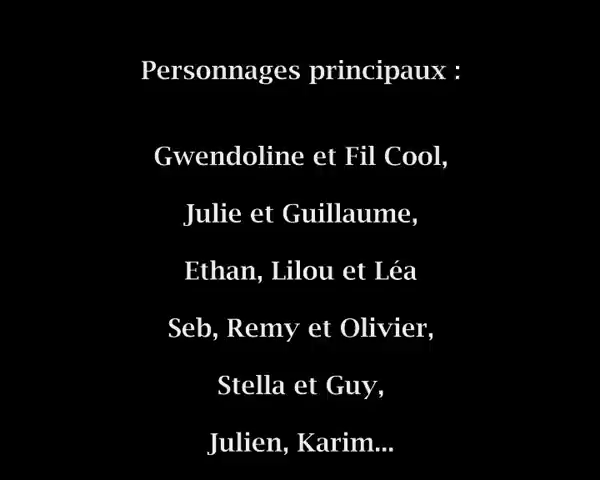 Personnages principaux :
Gwendoline et Fil Cool,
Julie et Guillaume,
Ethan, Lilou et Léa
Seb, Remy et Olivier,
Stella et Guy,
Julien, Karim...